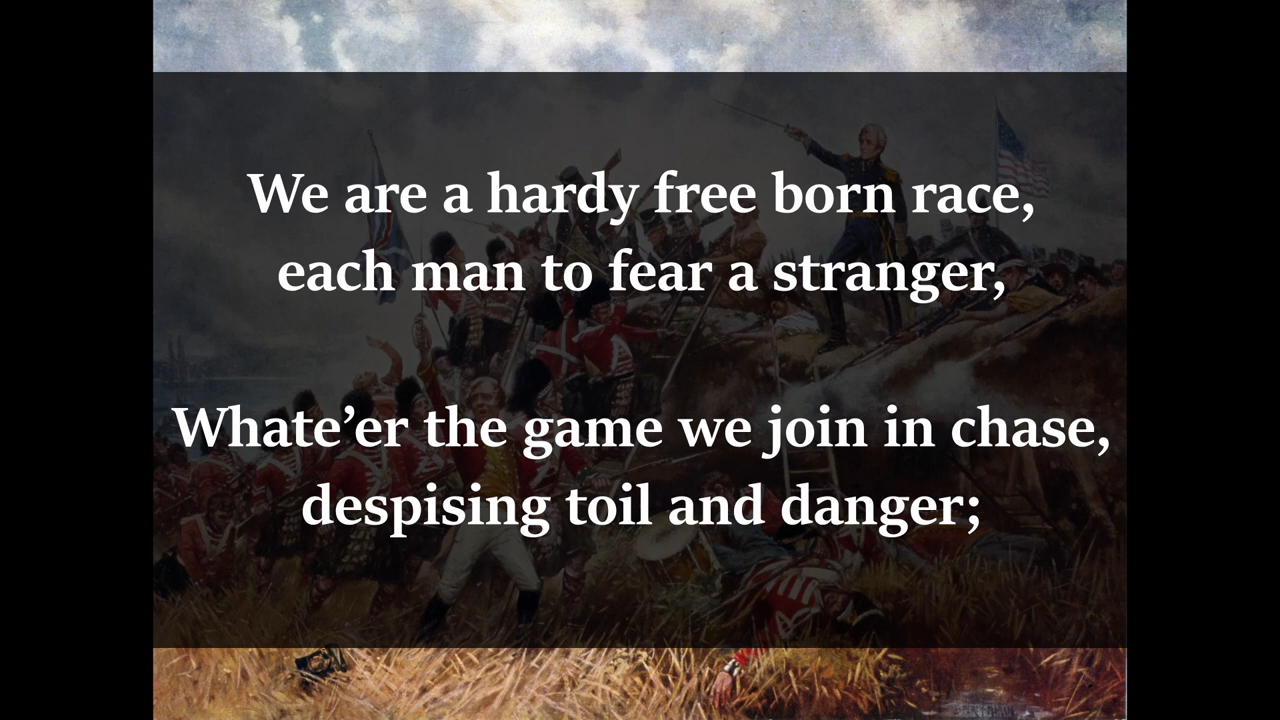 We are a hardy free born race,
each man to fear a stranger,
Whate’er the game we join in chase,
despising toil and danger;